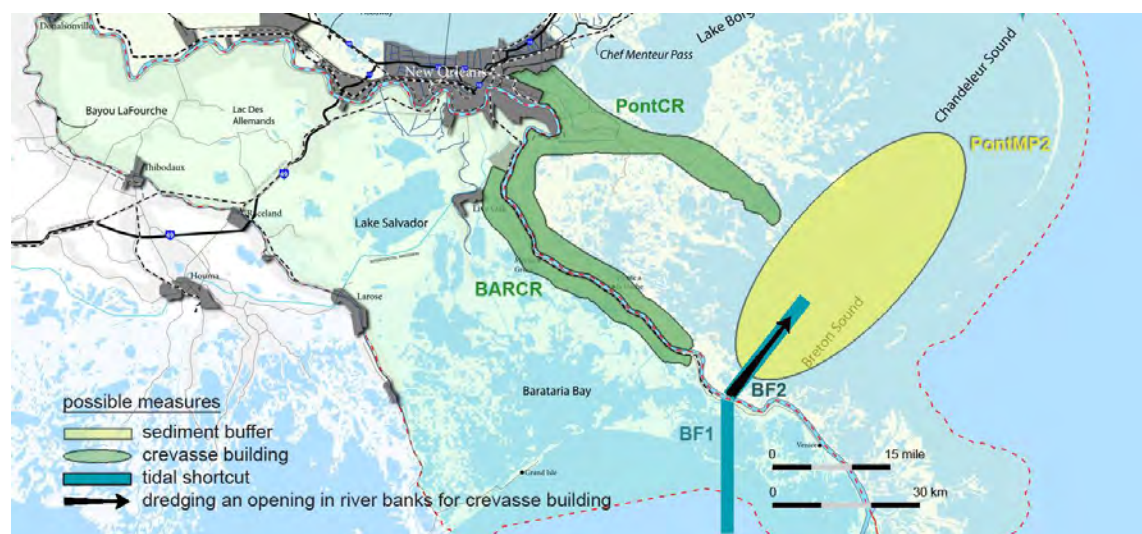 Donalsonville
Lake Borg
Chef Menteur Pass
New Orleans
Chandeleur Sound
Bayou LaFourche
Lac Des
Allemands
PontCR
PontMP2
Thibodaux
Raceland
Lake Salvador
Houma
BARCR
Larose
Breton Sound
Barataria Bay
BF2
BF1
possible measures
sediment buffer
crevasse building
tidal shortcut
dredging an opening in river banks for crevasse building
Grand Isle
Venice
0 15 mile
0 30 km